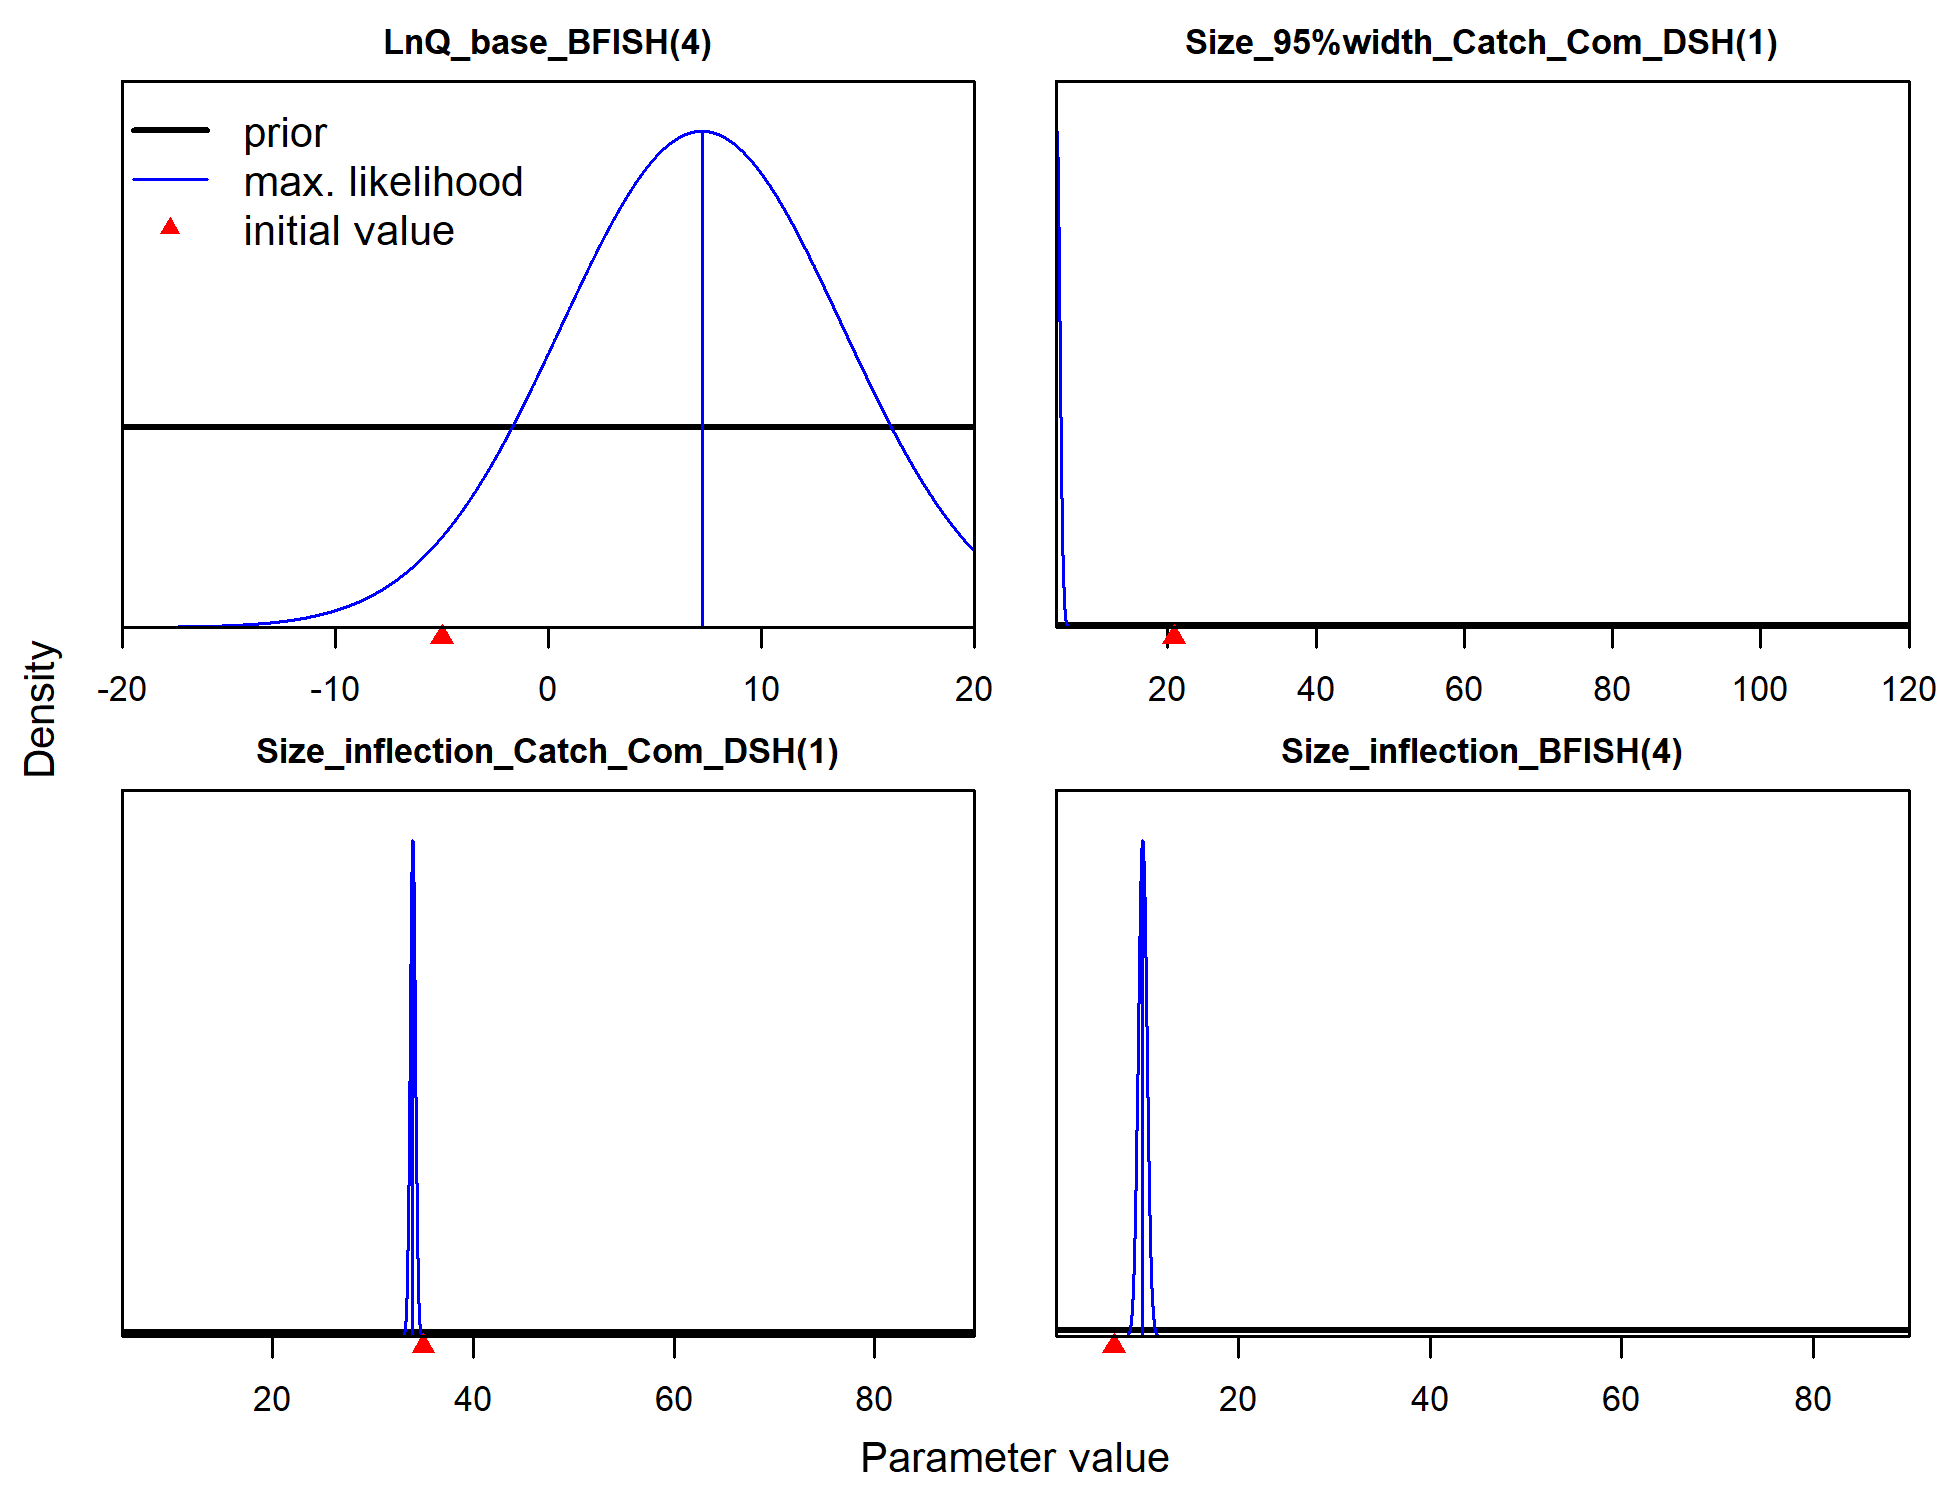 LnQ_base_BFISH(4)
prior
max. likelihood
initial value
-20 -10 0 10 20
Size_95%width_Catch_Com_DSH(1)
20 40 60 80 100 120
Density
Size_inflection_Catch_Com_DSH(1)
20 40 60 80
Size_inflection_BFISH(4)
20 40 60 80
Parameter value